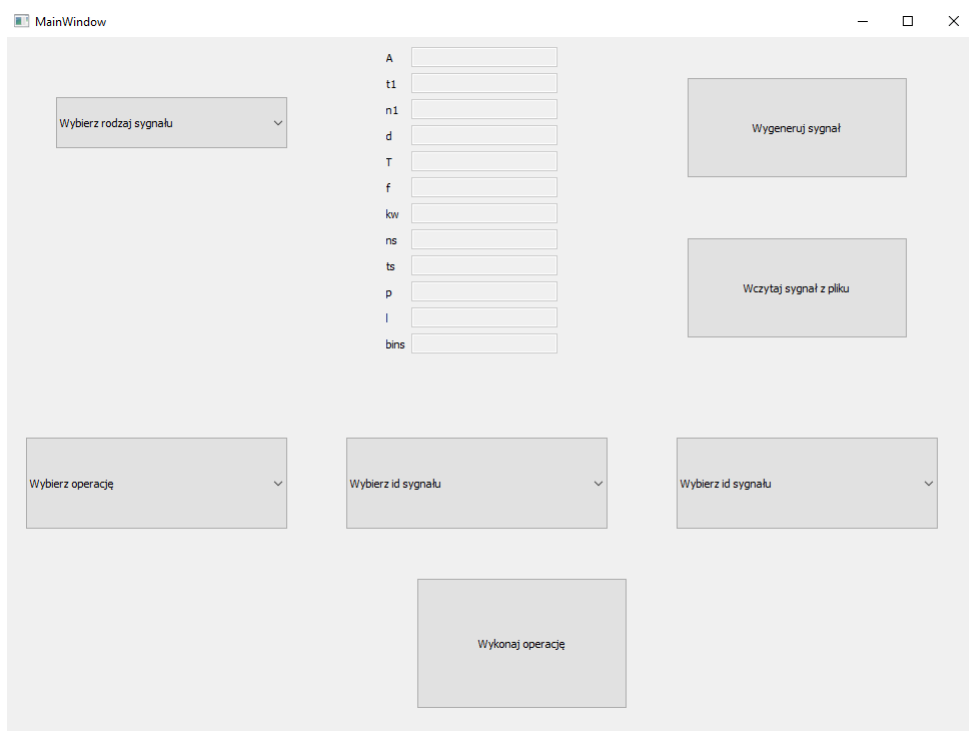 MainWindow
Wybierz rodzaj sygnału
A
t1
n1
d
T
f
kw
ns
ts
p
l
bins
Wygeneruj sygnał
Wczytaj sygnał z pliku
Wybierz operację
Wybierz id sygnału
Wybierz id sygnału
Wykonaj operację